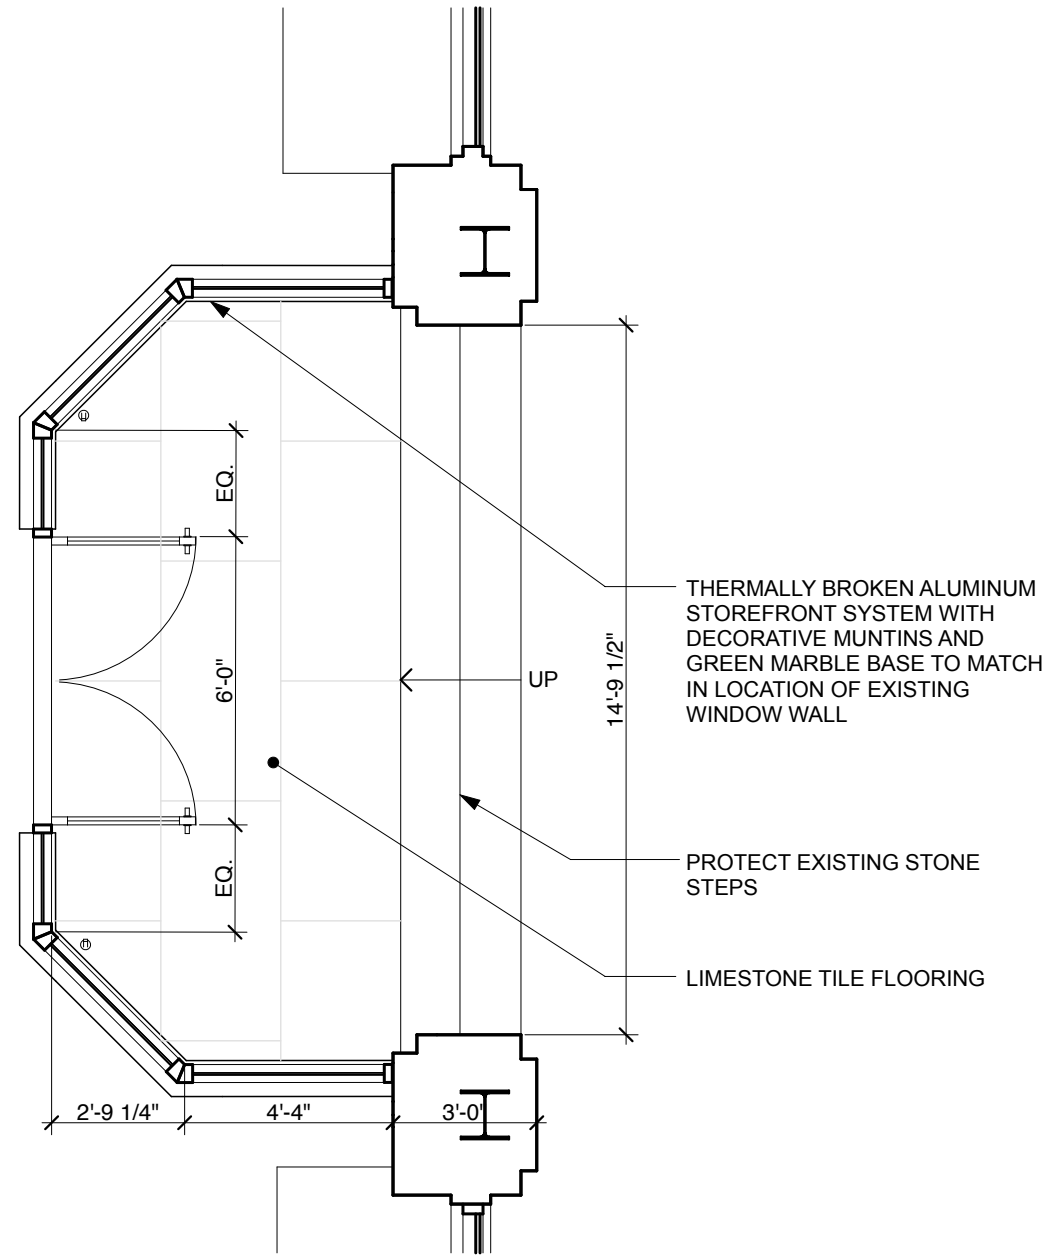 EQ.
THERMALLY BROKEN ALUMINUM
STOREFRONT SYSTEM WITH
DECORATIVE MUNTINS AND
GREEN MARBLE BASE TO MATCH
IN LOCATION OF EXISTING
WINDOW WALL
6'-0"
14'-9 1/2"
UP
EQ.
PROTECT EXISTING STONE
STEPS
LIMESTONE TILE FLOORING
2'-9 1/4"
4'-4"
3'-0"